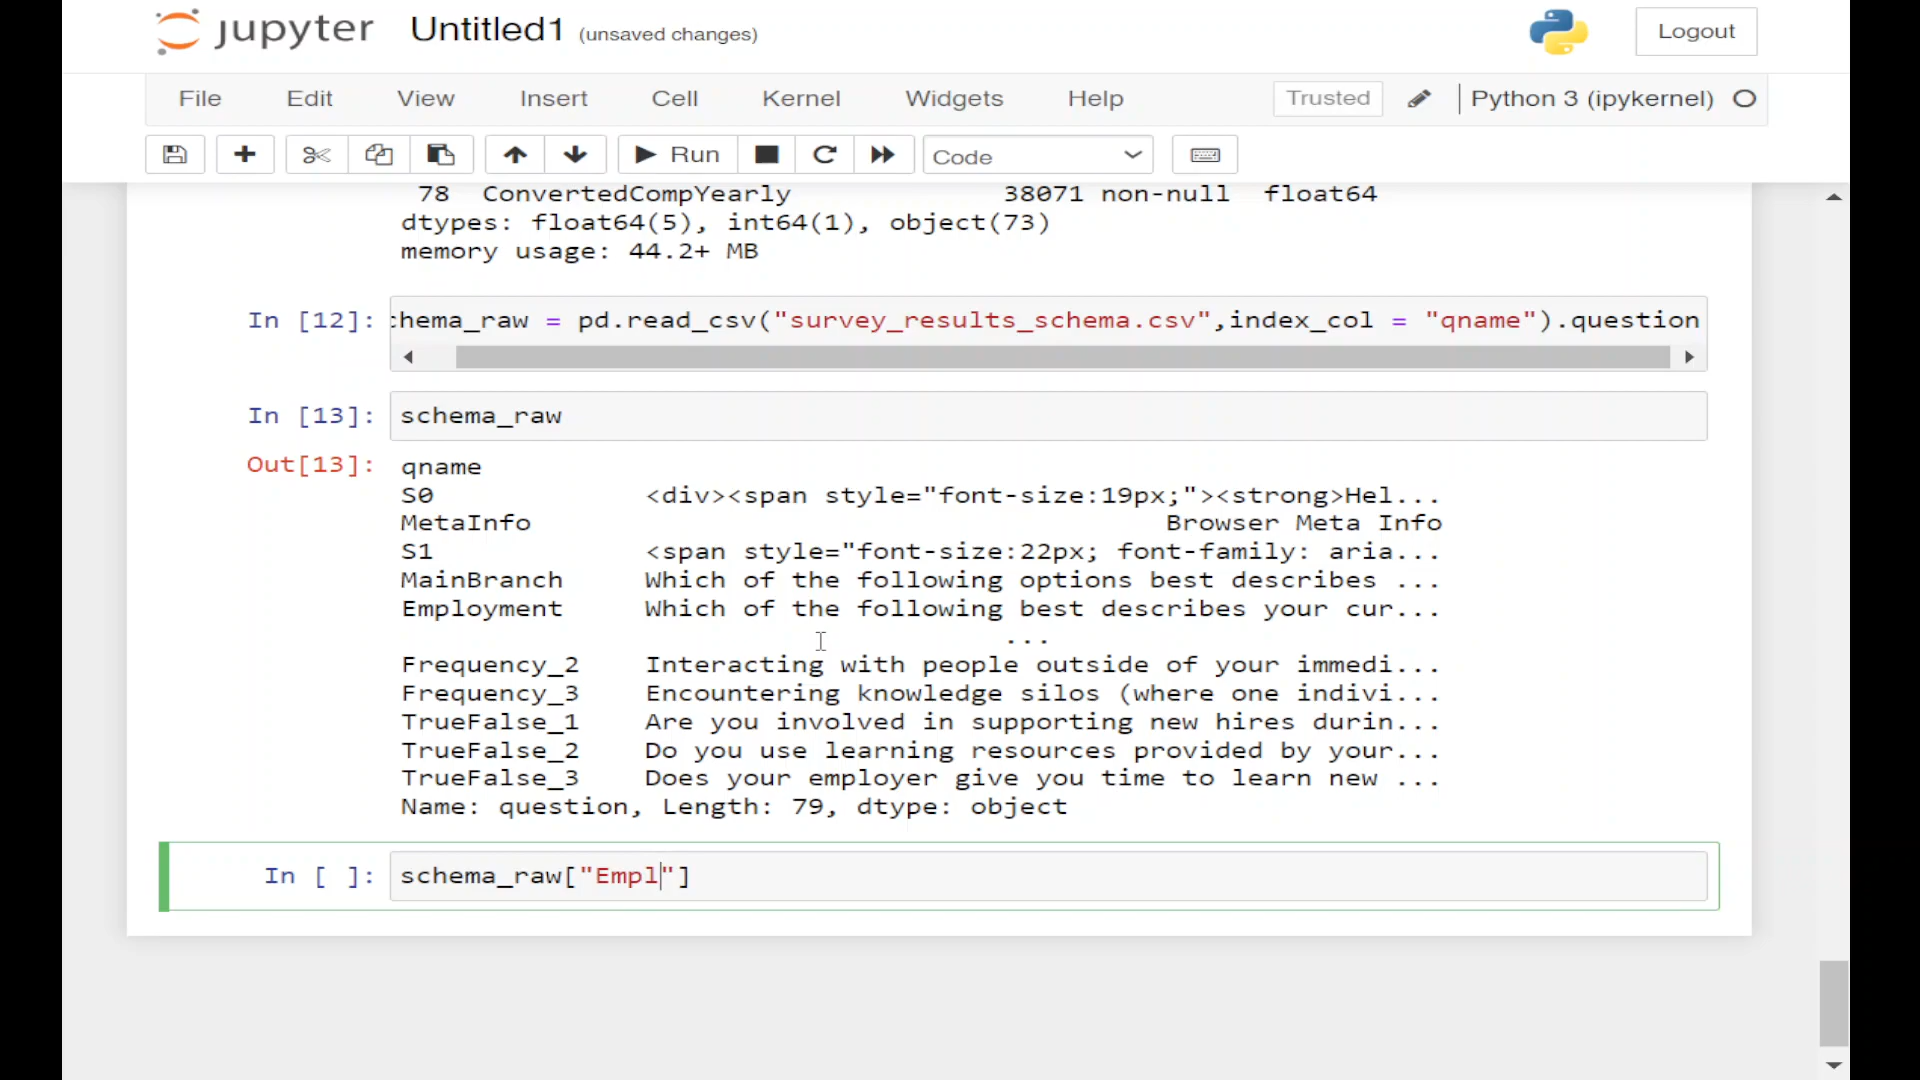 jupyter Untitled1 (unsaved changes) Logout
File Edit View Insert Cell Kernel Widgets Help Trusted Python 3 (ipykernel)
Run Code
78 ConvertedCompYearly 38071 non-null float64
dtypes: float64(5), int64(1), object(73)
memory usage: 44.2+ MB
In [12]: chema_raw = pd.read_csv("survey_results_schema.csv",index_col = "qname").question
In [13]: schema_raw
Out[13]: qname
S0 <div><span style="font-size:19px;"><strong>Hel...
MetaInfo Browser Meta Info
S1 <span style="font-size:22px; font-family: aria...
MainBranch Which of the following options best describes ...
Employment Which of the following best describes your cur...
...
Frequency_2 Interacting with people outside of your immedi...
Frequency_3 Encountering knowledge silos (where one indivi...
TrueFalse_1 Are you involved in supporting new hires durin...
TrueFalse_2 Do you use learning resources provided by your...
TrueFalse_3 Does your employer give you time to learn new ...
Name: question, Length: 79, dtype: object
In [ ]: schema_raw["Empl"]